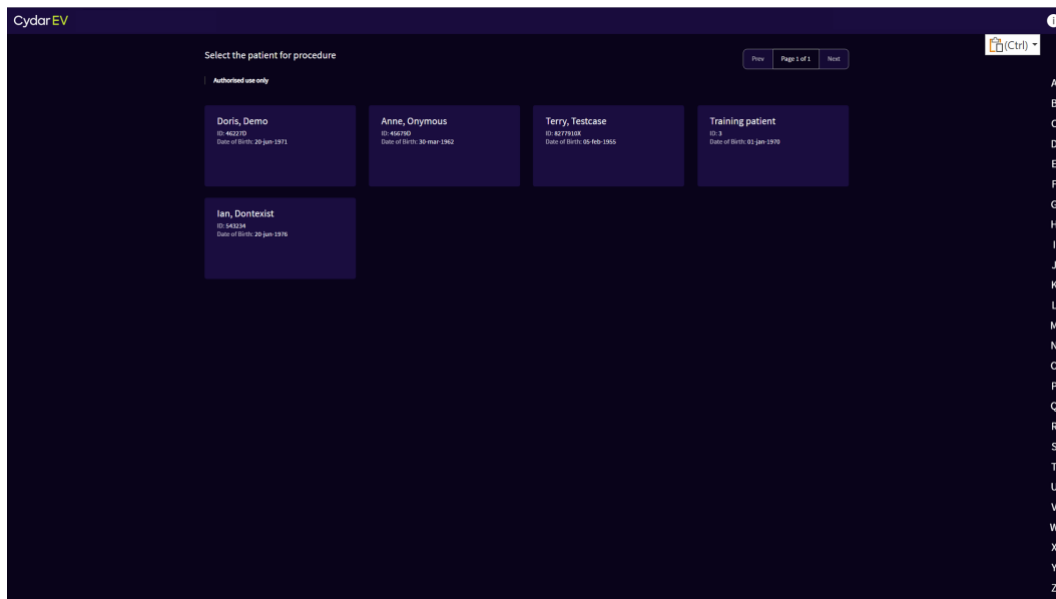 CydarEV
i
(Ctrl)
Select the patient for procedure
Prev Page 1 of 1 Next
Authorised use only
Doris, Demo
ID: 46227D
Date of Birth: 20-jun-1971
Anne, Onymous
ID: 45679D
Date of Birth: 30-mar-1962
Terry, Testcase
ID: 8277910X
Date of Birth: 05-feb-1955
Training patient
ID: 3
Date of Birth: 01-jan-1970
Ian, Dontexist
ID: 543234
Date of Birth: 20-jun-1976
A
B
C
D
E
F
G
H
I
J
K
L
M
N
O
P
Q
R
S
T
U
V
W
X
Y
Z